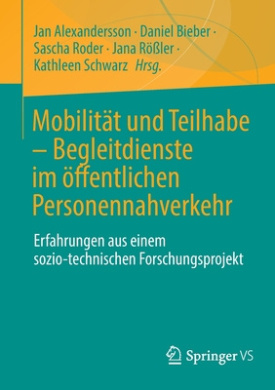 Jan Alexandersson · Daniel Bieber ·
Sascha Roder · Jana Rößler ·
Kathleen Schwarz Hrsg.
Mobilität und Teilhabe
– Begleitdienste
im öffentlichen
Personennahverkehr
Erfahrungen aus einem
sozio-technischen Forschungsprojekt
Springer VS